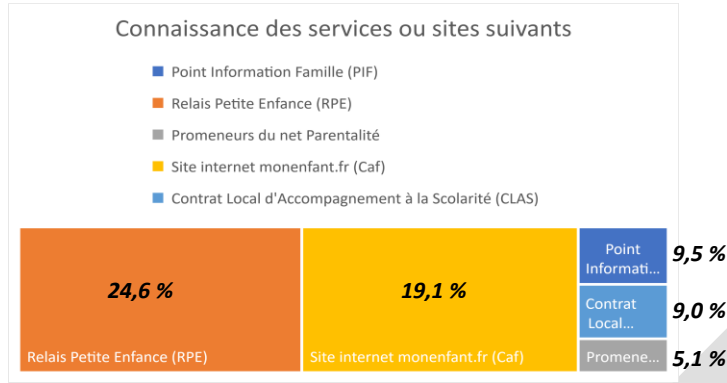 Connaissance des services ou sites suivants
Point Information Famille (PIF)
Relais Petite Enfance (RPE)
Promeneurs du net Parentalité
Site internet monenfant.fr (Caf)
Contrat Local d'Accompagnement à la Scolarité (CLAS)
24,6 %
Relais Petite Enfance (RPE)
19,1 %
Site internet monenfant.fr (Caf)
Point
Informati...
9,5 %
Contrat
Local...
9,0 %
Promene...
5,1 %